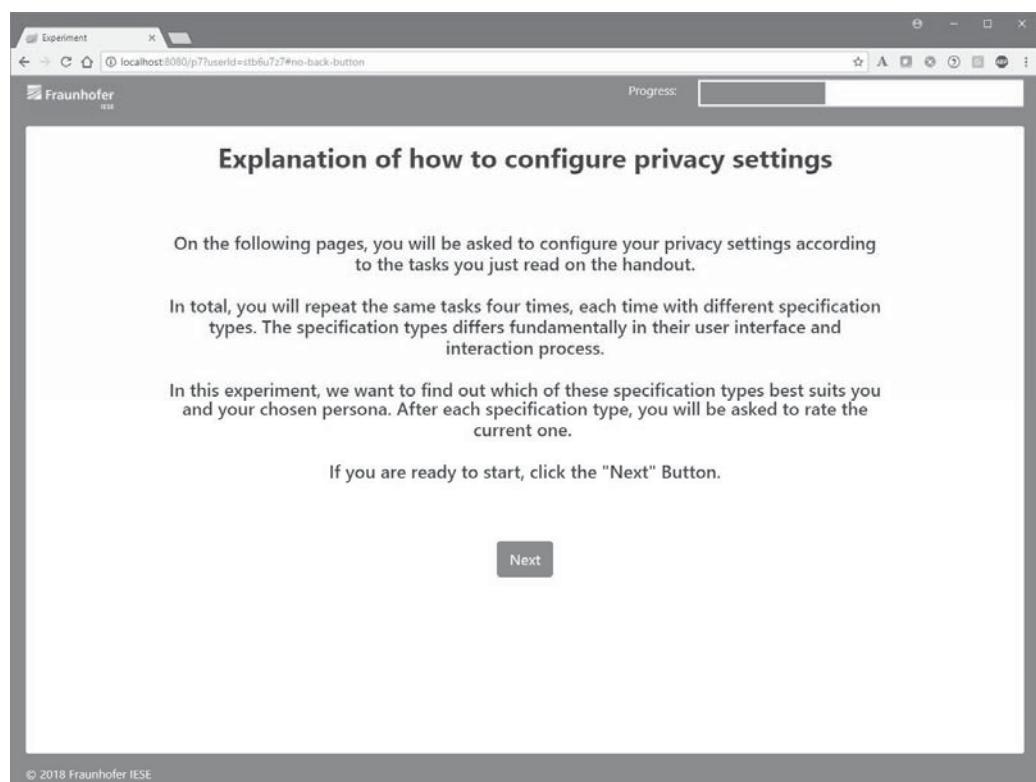 Experiment
localhost:8080/p7?userId=stb6u7z7#no-back-button
Fraunhofer
IESE
Progress:
Explanation of how to configure privacy settings
On the following pages, you will be asked to configure your privacy settings according
to the tasks you just read on the handout.
In total, you will repeat the same tasks four times, each time with different specification
types. The specification types differs fundamentally in their user interface and
interaction process.
In this experiment, we want to find out which of these specification types best suits you
and your chosen persona. After each specification type, you will be asked to rate the
current one.
If you are ready to start, click the "Next" Button.
Next
© 2018 Fraunhofer IESE